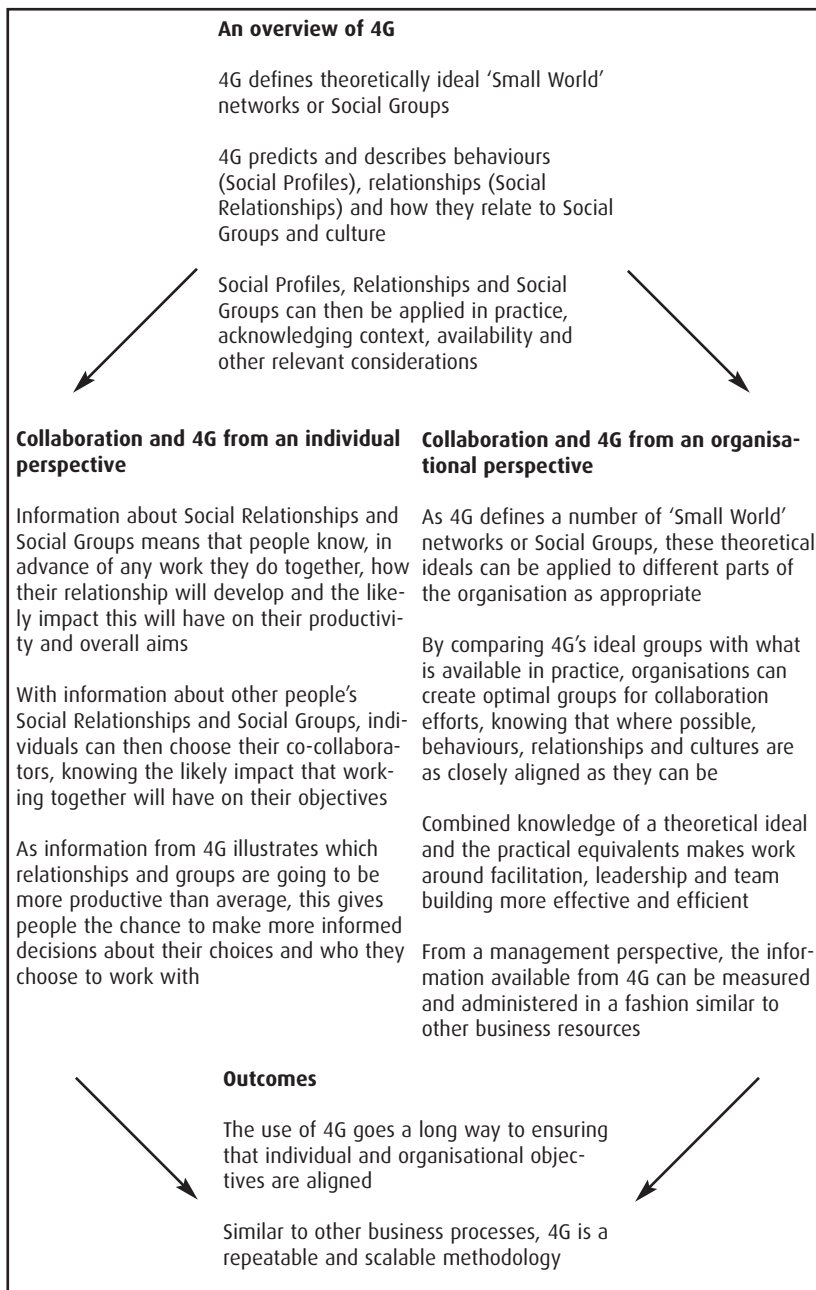 An overview of 4G
4G defines theoretically ideal ‘Small World’
networks or Social Groups
4G predicts and describes behaviours
(Social Profiles), relationships (Social
Relationships) and how they relate to Social
Groups and culture
Social Profiles, Relationships and Social
Groups can then be applied in practice,
acknowledging context, availability and
other relevant considerations
Collaboration and 4G from an individual
perspective
Information about Social Relationships and
Social Groups means that people know, in
advance of any work they do together, how
their relationship will develop and the like-
ly impact this will have on their productivi-
ty and overall aims
With information about other people’s
Social Relationships and Social Groups, indi-
viduals can then choose their co-collabora-
tors, knowing the likely impact that work-
ing together will have on their objectives
As information from 4G illustrates which
relationships and groups are going to be
more productive than average, this gives
people the chance to make more informed
decisions about their choices and who they
choose to work with
Collaboration and 4G from an organisa-
tional perspective
As 4G defines a number of ‘Small World’
networks or Social Groups, these theoretical
ideals can be applied to different parts of
the organisation as appropriate
By comparing 4G’s ideal groups with what
is available in practice, organisations can
create optimal groups for collaboration
efforts, knowing that where possible,
behaviours, relationships and cultures are
as closely aligned as they can be
Combined knowledge of a theoretical ideal
and the practical equivalents makes work
around facilitation, leadership and team
building more effective and efficient
From a management perspective, the infor-
mation available from 4G can be measured
and administered in a fashion similar to
other business resources
Outcomes
The use of 4G goes a long way to ensuring
that individual and organisational objec-
tives are aligned
Similar to other business processes, 4G is a
repeatable and scalable methodology